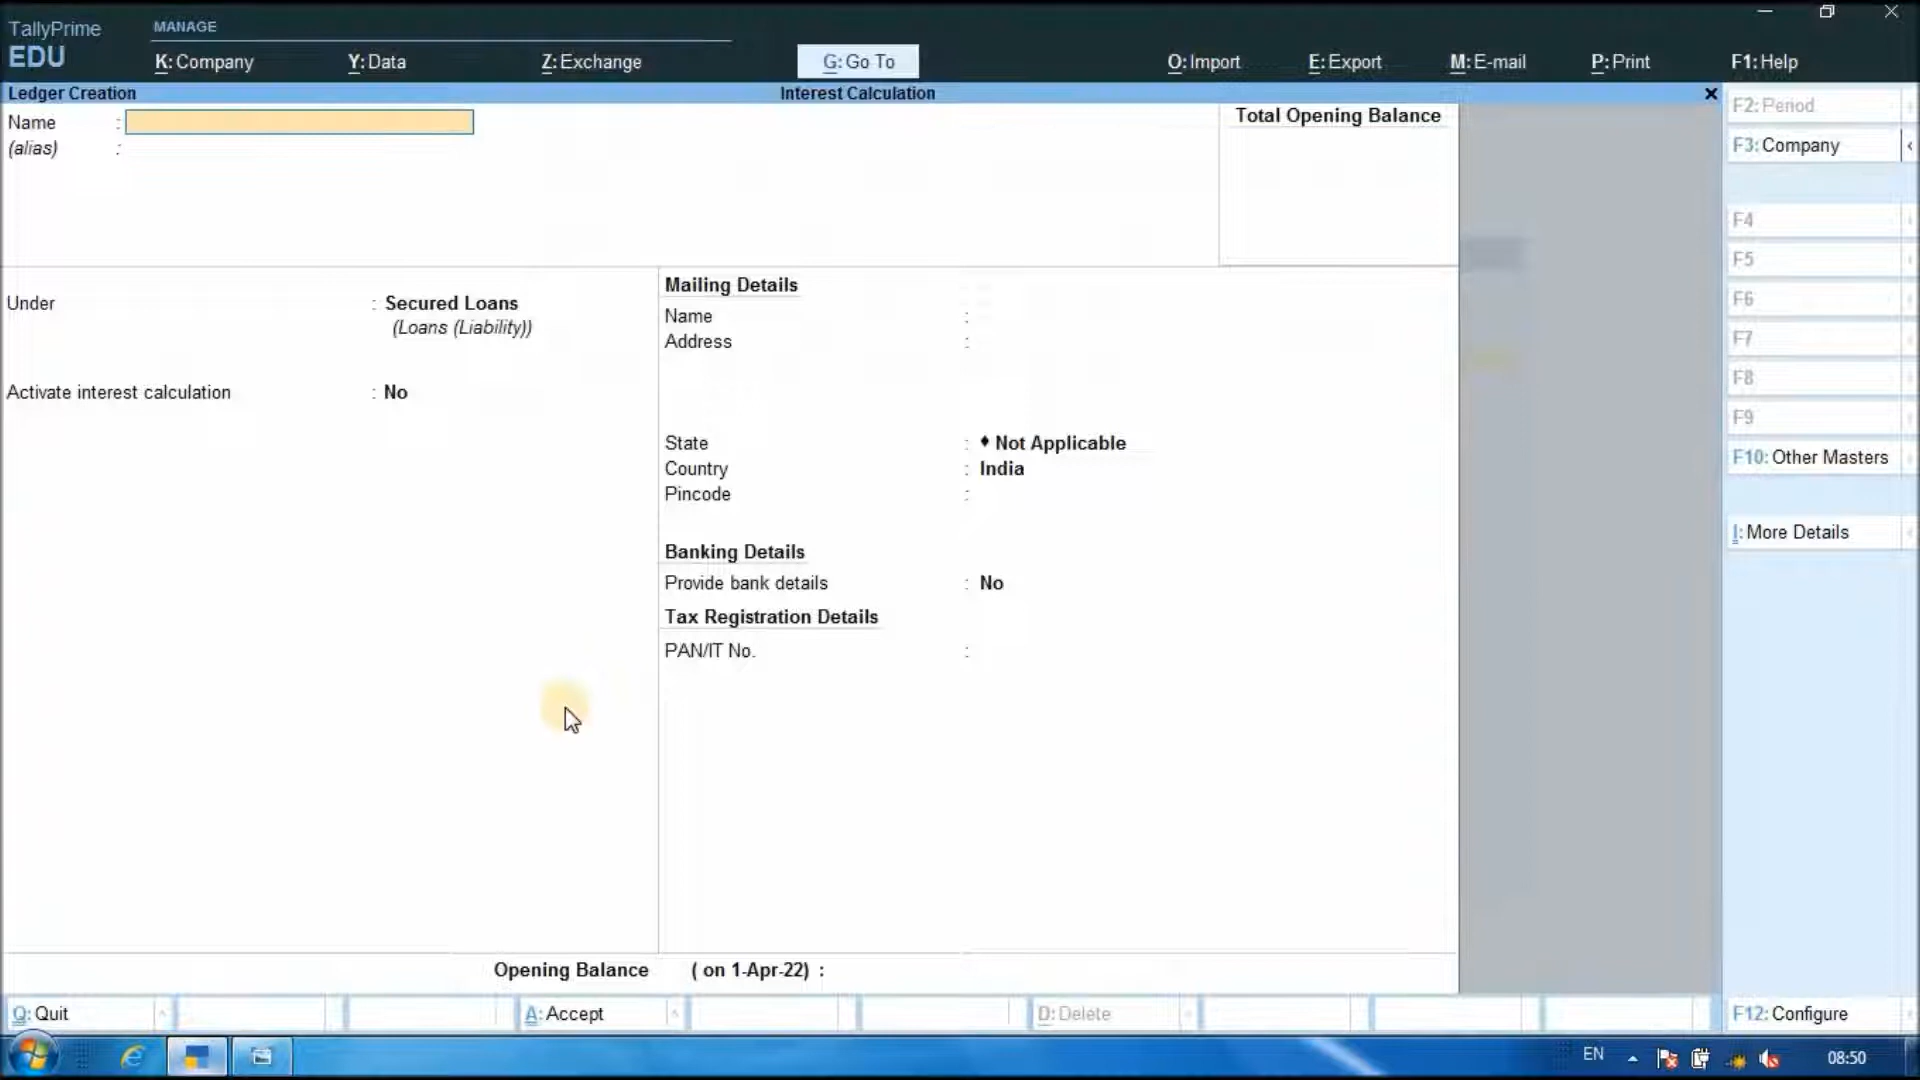 TallyPrime
EDU
MANAGE
K: Company
Y: Data
Z: Exchange
G: Go To
O: Import
E: Export
M: E-mail
P: Print
F1: Help
Ledger Creation
Interest Calculation
Name :
(alias) :
Total Opening Balance
Under : Secured Loans
(Loans (Liability))
Activate interest calculation : No
Mailing Details
Name :
Address :
State : ♦ Not Applicable
Country : India
Pincode :
Banking Details
Provide bank details : No
Tax Registration Details
PAN/IT No. :
Opening Balance ( on 1-Apr-22) :
F2: Period
F3: Company
F4
F5
F6
F7
F8
F9
F10: Other Masters
I: More Details
F12: Configure
Q: Quit
A: Accept
D: Delete
EN
08:50